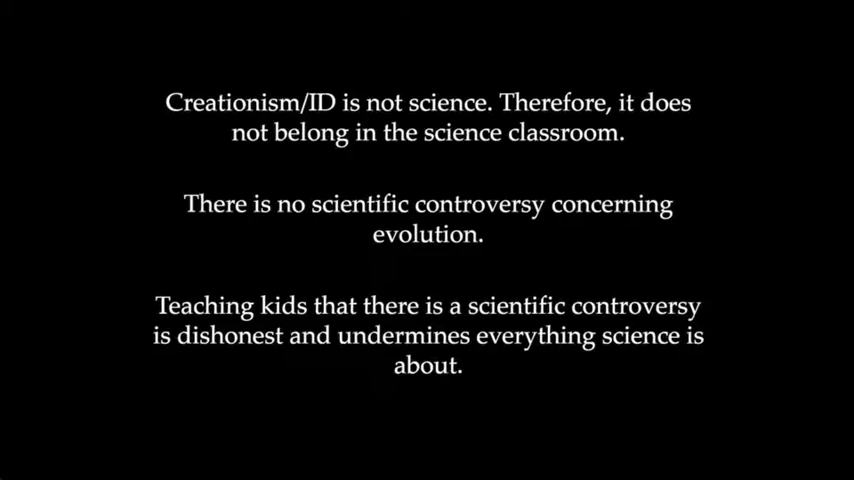 Creationism/ID is not science. Therefore, it does
not belong in the science classroom.
There is no scientific controversy concerning
evolution.
Teaching kids that there is a scientific controversy
is dishonest and undermines everything science is
about.